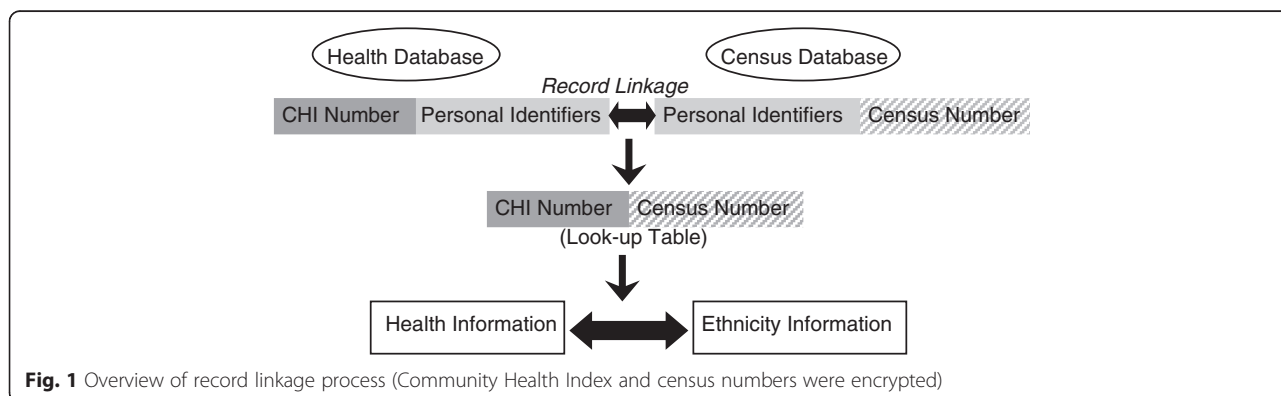 Health Database Census Database
Record Linkage
CHI Number Personal Identifiers Personal Identifiers Census Number
CHI Number Census Number
(Look-up Table)
Health Information Ethnicity Information
Fig. 1 Overview of record linkage process (Community Health Index and census numbers were encrypted)